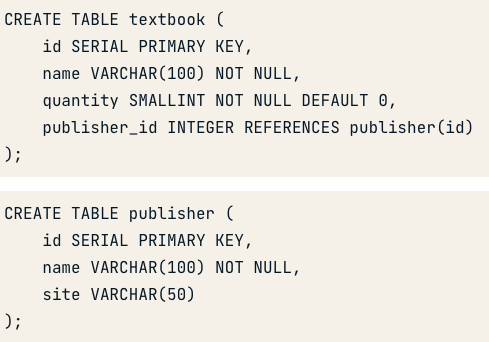 CREATE TABLE textbook (
    id SERIAL PRIMARY KEY,
    name VARCHAR(100) NOT NULL,
    quantity SMALLINT NOT NULL DEFAULT 0,
    publisher_id INTEGER REFERENCES publisher(id)
);
CREATE TABLE publisher (
    id SERIAL PRIMARY KEY,
    name VARCHAR(100) NOT NULL,
    site VARCHAR(50)
);